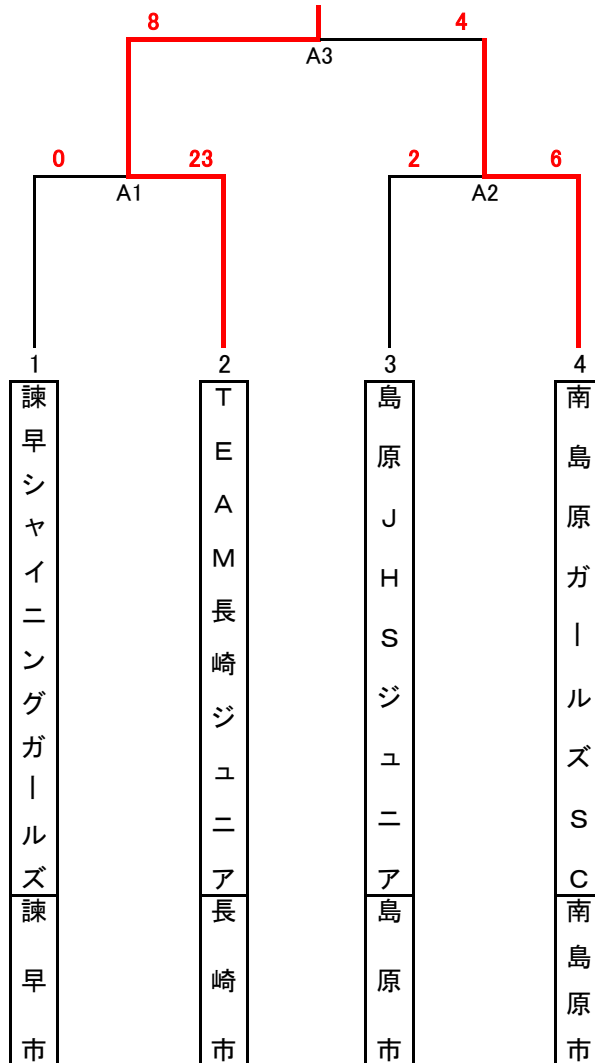 8 4
A3
0 23 2 6
A1 A2
1 2 3 4
諫早シャイニングガールズ
TEAM長崎ジュニア
島原JHSジュニア
南島原ガールズSC
諫早市
長崎市
島原市
南島原市